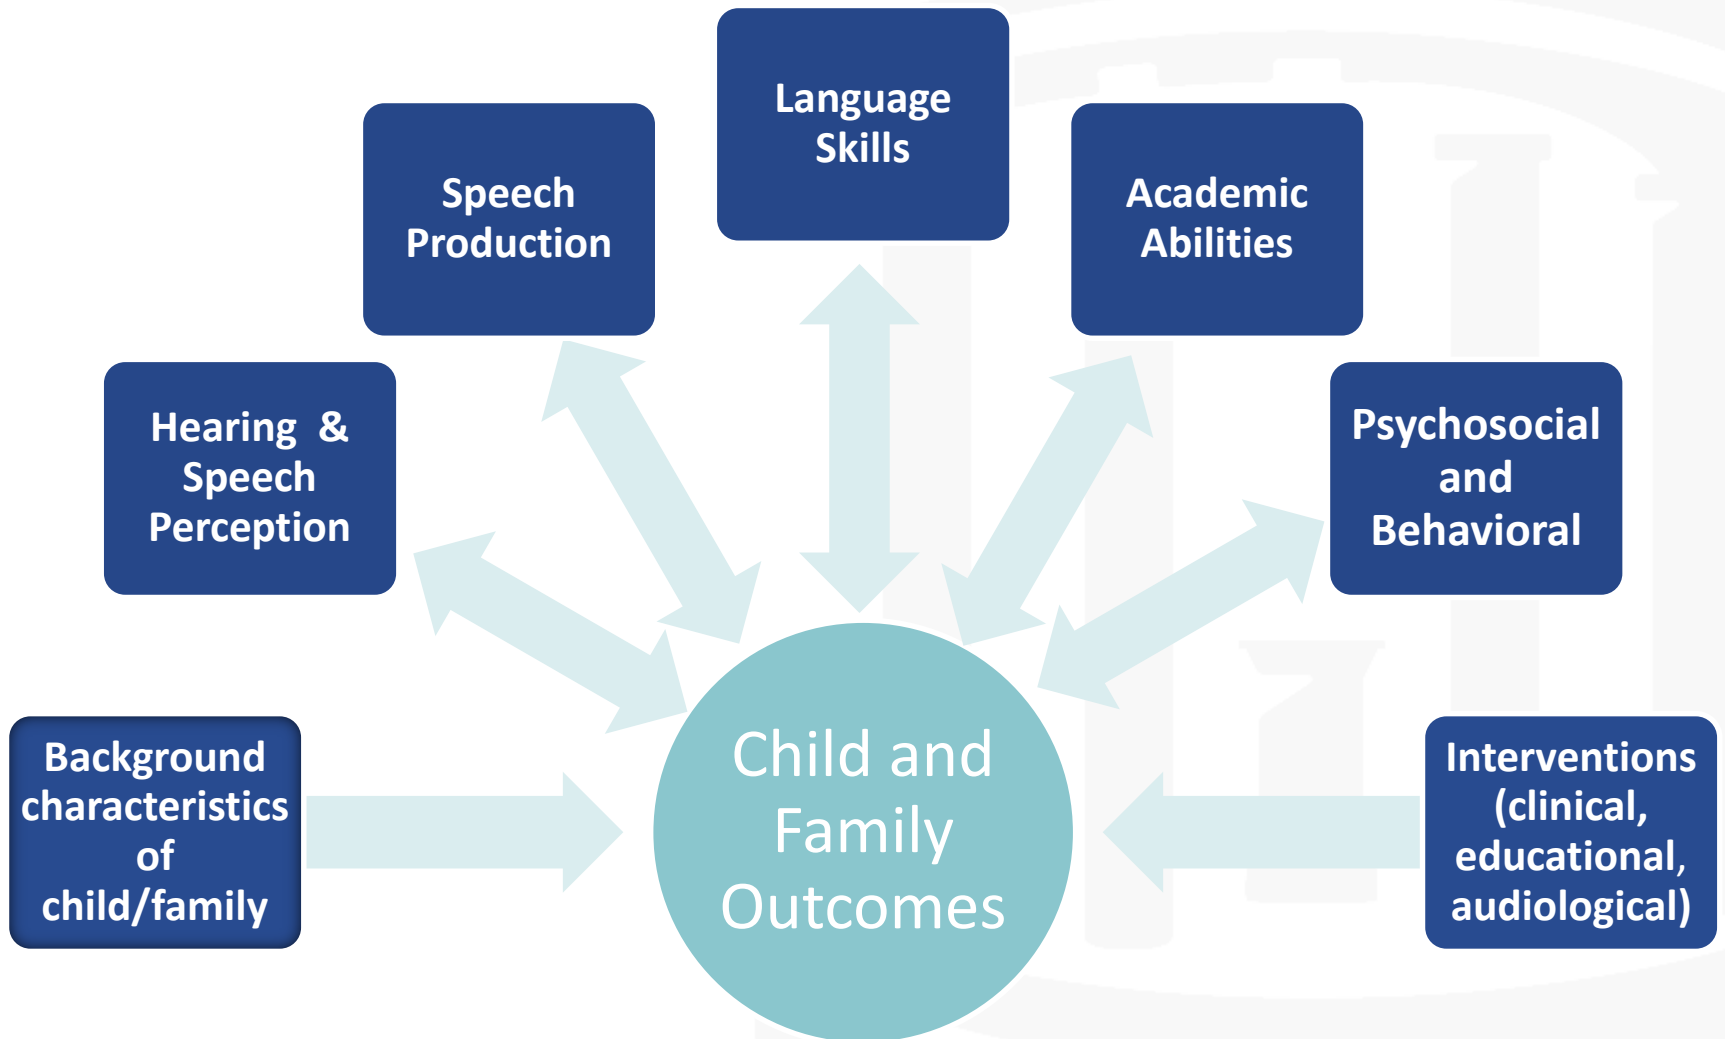 Language
Skills
Speech
Production
Academic
Abilities
Hearing  &
Speech
Perception
Psychosocial
and
Behavioral
Background
characteristics
of
child/family
Child and
Family
Outcomes
Interventions
(clinical,
educational,
audiological)